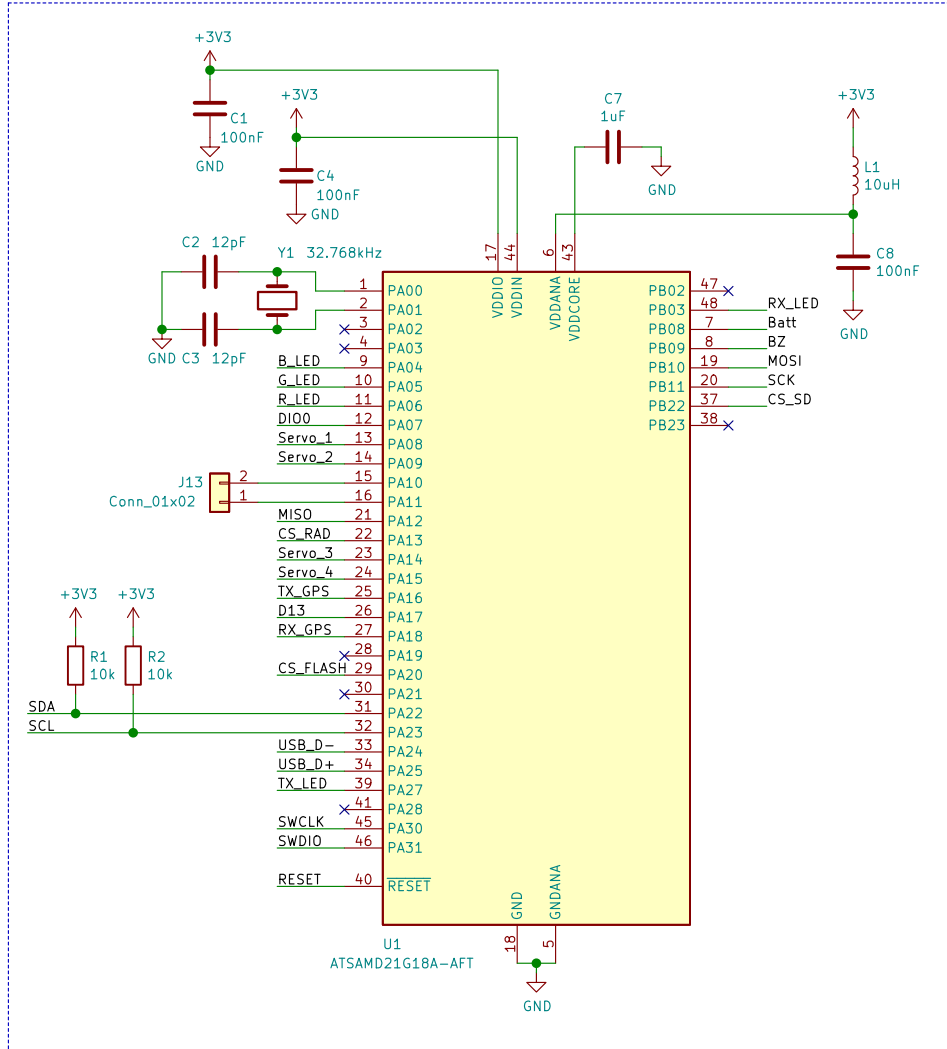 +3V3
+3V3
C7
1uF
+3V3
C1
100nF
GND
C4
100nF
GND
GND
L1
10uH
C2 12pF
Y1 32.768kHz
17
44
6
43
C8
100nF
GND
VDDIO
VDDIN
VDDANA
VDDCORE
1 PA00
2 PA01
3 PA02
4 PA03
GND C3 12pF
B_LED 9 PA04
G_LED 10 PA05
R_LED 11 PA06
DIO0 12 PA07
Servo_1 13 PA08
Servo_2 14 PA09
J13
Conn_01x02
2 15 PA10
1 16 PA11
MISO 21 PA12
CS_RAD 22 PA13
Servo_3 23 PA14
Servo_4 24 PA15
TX_GPS 25 PA16
D13 26 PA17
RX_GPS 27 PA18
28 PA19
CS_FLASH 29 PA20
30 PA21
+3V3
+3V3
R1
10k
R2
10k
SDA 31 PA22
SCL 32 PA23
USB_D− 33 PA24
USB_D+ 34 PA25
TX_LED 39 PA27
41 PA28
SWCLK 45 PA30
SWDIO 46 PA31
RESET 40 RESET
PB02 47
PB03 48 RX_LED
PB08 7 Batt
PB09 8 BZ
PB10 19 MOSI
PB11 20 SCK
PB22 37 CS_SD
PB23 38
GND
GNDANA
18
5
U1
ATSAMD21G18A−AFT
GND